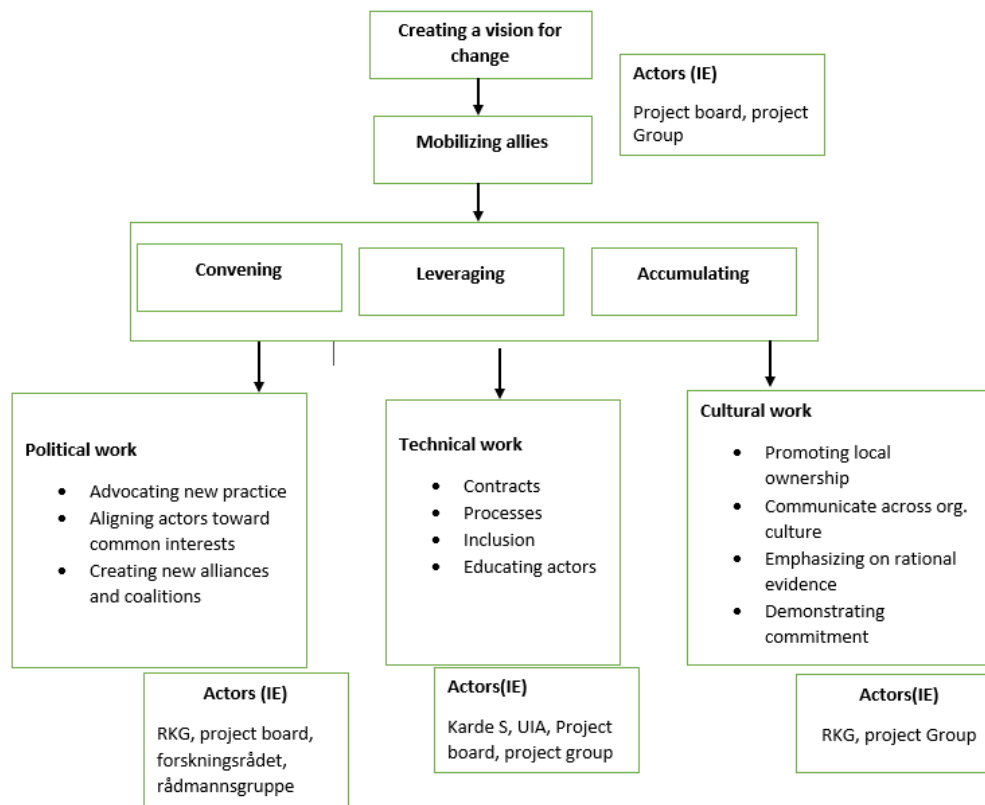 Creating a vision for
change
Actors (IE)
Project board, project
Group
Mobilizing allies
Convening
Leveraging
Accumulating
Political work
• Advocating new practice
• Aligning actors toward
common interests
• Creating new alliances
and coalitions
Actors (IE)
RKG, project board,
forskningsrådet,
rådmannsgruppe
Technical work
• Contracts
• Processes
• Inclusion
• Educating actors
Actors(IE)
Karde S, UIA, Project
board, project group
Cultural work
• Promoting local
ownership
• Communicate across org.
culture
• Emphasizing on rational
evidence
• Demonstrating
commitment
Actors(IE)
RKG, project Group